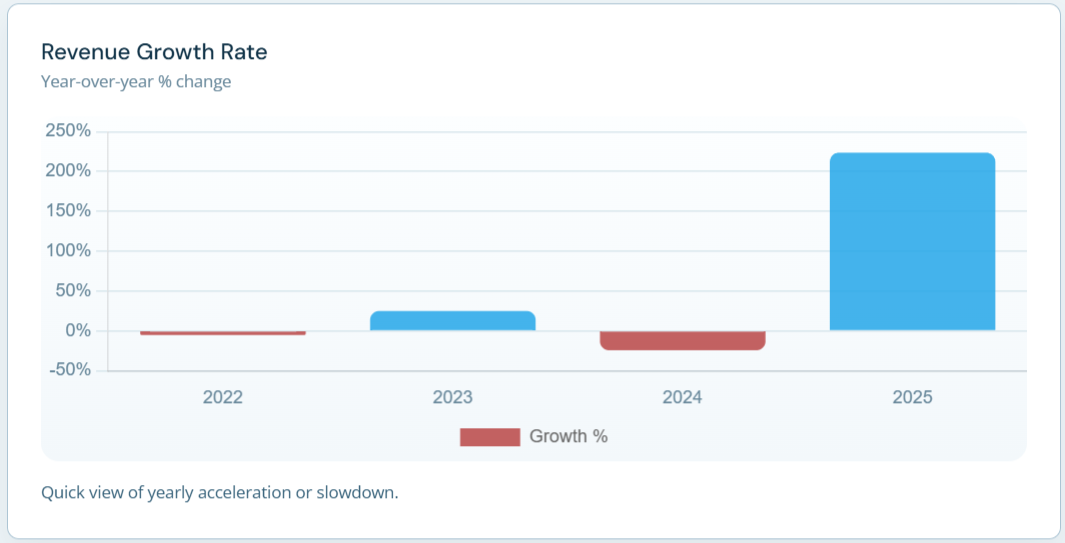 Revenue Growth Rate
Year-over-year % change
250%
200%
150%
100%
50%
0%
-50%
2022 2023 2024 2025
Growth %
Quick view of yearly acceleration or slowdown.